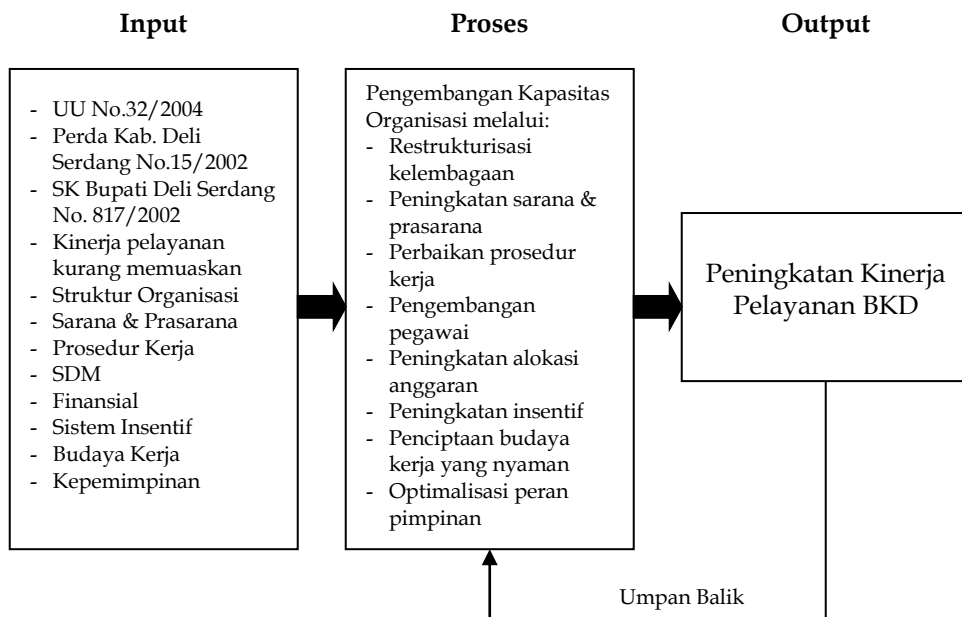 Input
- UU No.32/2004
- Perda Kab. Deli
Serdang No.15/2002
- SK Bupati Deli Serdang
No. 817/2002
- Kinerja pelayanan
kurang memuaskan
- Struktur Organisasi
- Sarana & Prasarana
- Prosedur Kerja
- SDM
- Finansial
- Sistem Insentif
- Budaya Kerja
- Kepemimpinan
Proses
Pengembangan Kapasitas
Organisasi melalui:
- Restrukturisasi
kelembagaan
- Peningkatan sarana &
prasarana
- Perbaikan prosedur
kerja
- Pengembangan
pegawai
- Peningkatan alokasi
anggaran
- Peningkatan insentif
- Penciptaan budaya
kerja yang nyaman
- Optimalisasi peran
pimpinan
Output
Peningkatan Kinerja
Pelayanan BKD
Umpan Balik